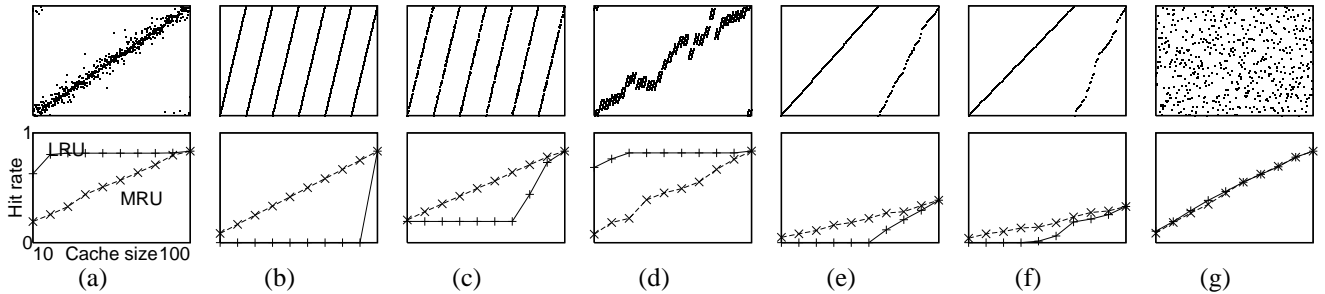 1
LRU
Hit rate
MRU
0
10 Cache size 100
(a) (b) (c) (d) (e) (f) (g)